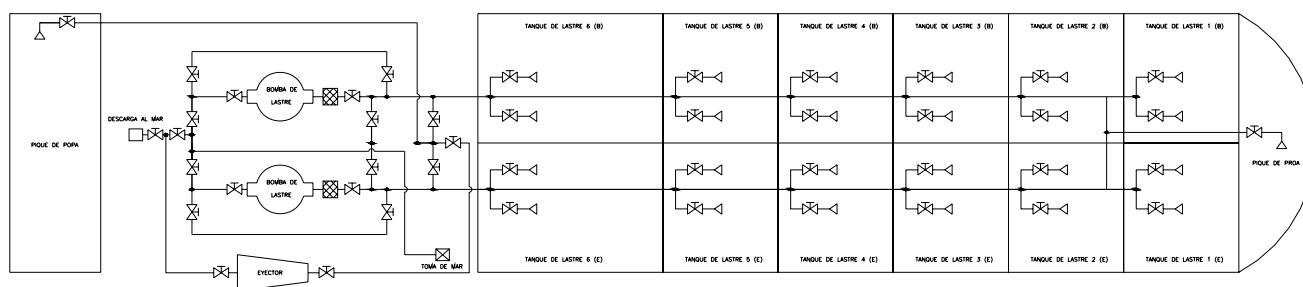 TANQUE DE LASTRE 6 (B)
TANQUE DE LASTRE 5 (B)
TANQUE DE LASTRE 4 (B)
TANQUE DE LASTRE 3 (B)
TANQUE DE LASTRE 2 (B)
TANQUE DE LASTRE 1 (B)
BOMBA DE
LASTRE
DESCARGA AL MAR
PIQUE DE POPA
PIQUE DE PROA
BOMBA DE
LASTRE
TOMA DE MAR
EYECTOR
TANQUE DE LASTRE 6 (E)
TANQUE DE LASTRE 5 (E)
TANQUE DE LASTRE 4 (E)
TANQUE DE LASTRE 3 (E)
TANQUE DE LASTRE 2 (E)
TANQUE DE LASTRE 1 (E)